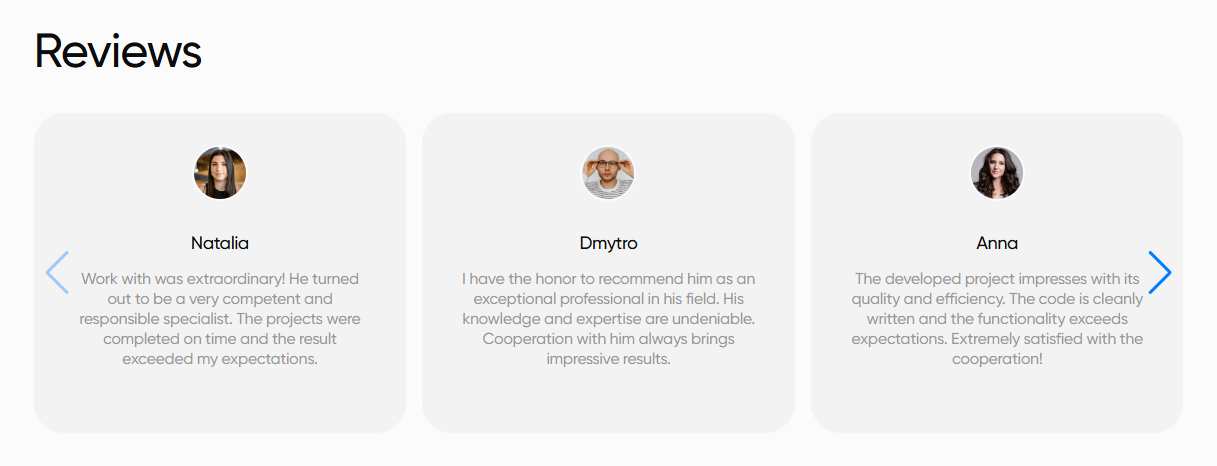 Reviews
Natalia
Work with was extraordinary! He turned
out to be a very competent and
responsible specialist. The projects were
completed on time and the result
exceeded my expectations.
Dmytro
I have the honor to recommend him as an
exceptional professional in his field. His
knowledge and expertise are undeniable.
Cooperation with him always brings
impressive results.
Anna
The developed project impresses with its
quality and efficiency. The code is cleanly
written and the functionality exceeds
expectations. Extremely satisfied with the
cooperation!